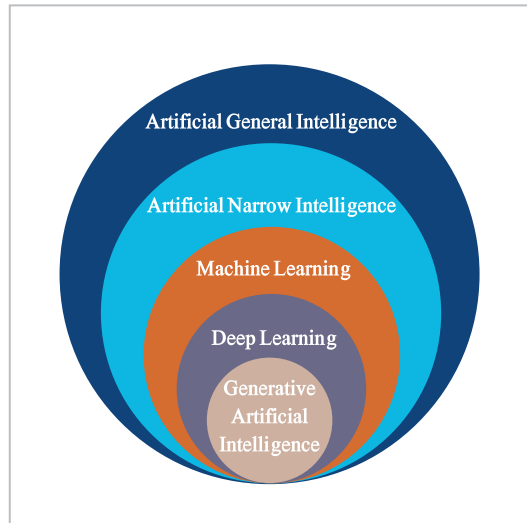 Artificial General Intelligence
Artificial Narrow Intelligence
Machine Learning
Deep Learning
Generative
Artificial
Intelligence